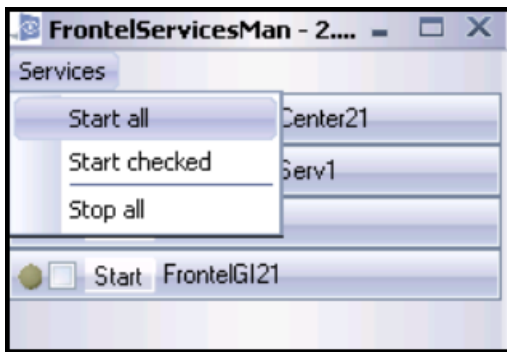 FrontelServicesMan - 2....
Services
Start all
Center21
Start checked
Serv1
Stop all
Start FrontelGI21